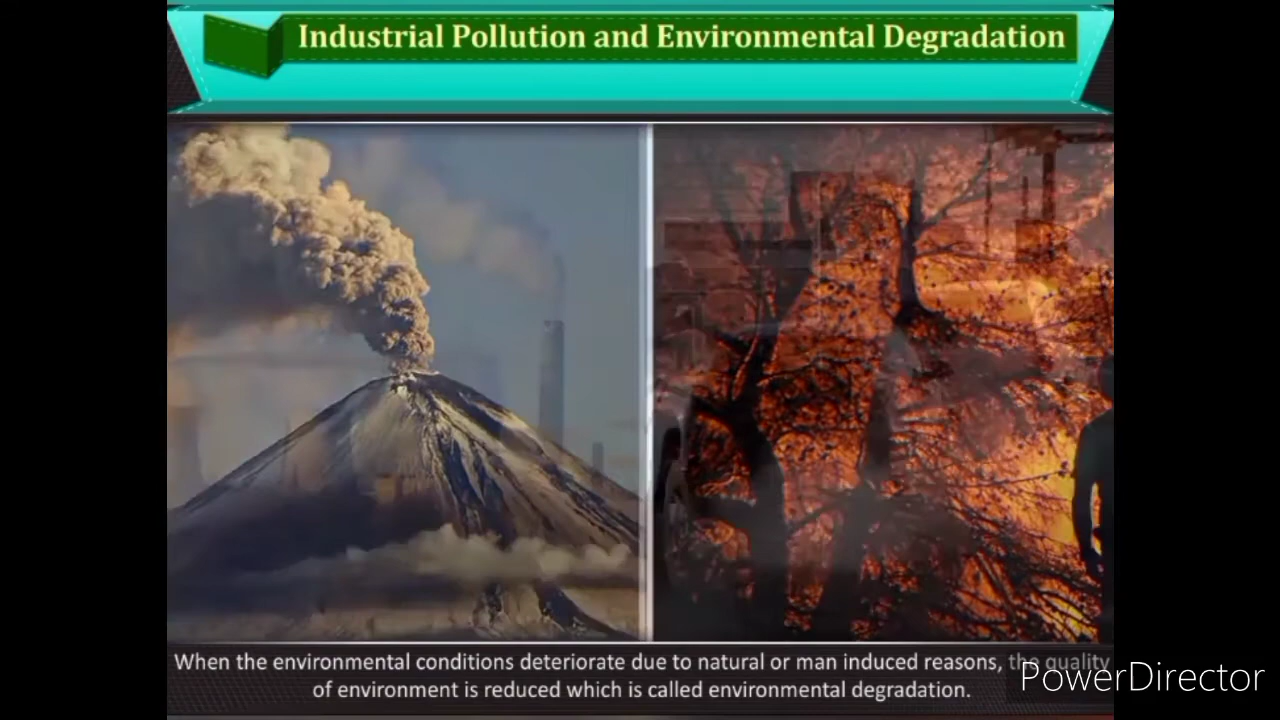 Industrial Pollution and Environmental Degradation
When the environmental conditions deteriorate due to natural or man induced reasons, the quality
of environment is reduced which is called environmental degradation.
PowerDirector